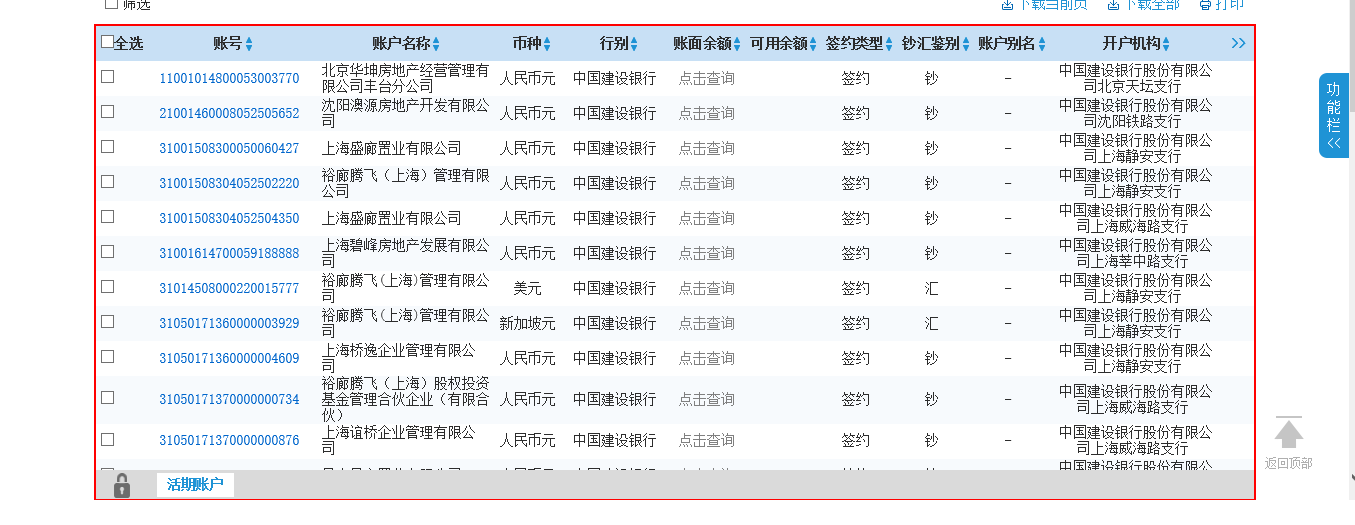 筛选 下载当前页 下载全部 打印
全选 账号 账户名称 币种 行别 账面余额 可用余额 签约类型 钞汇鉴别 账户别名 开户机构 >>
11001014800053003770 北京华坤房地产经营管理有限公司丰台分公司 人民币元 中国建设银行 点击查询 签约 钞 - 中国建设银行股份有限公司北京天坛支行
21001460008052505652 沈阳澳源房地产开发有限公司 人民币元 中国建设银行 点击查询 签约 钞 - 中国建设银行股份有限公司沈阳铁路支行
31001508300050060427 上海盛廊置业有限公司 人民币元 中国建设银行 点击查询 签约 钞 - 中国建设银行股份有限公司上海静安支行
31001508304052502220 裕廊腾飞（上海）管理有限公司 人民币元 中国建设银行 点击查询 签约 钞 - 中国建设银行股份有限公司上海静安支行
31001508304052504350 上海盛廊置业有限公司 人民币元 中国建设银行 点击查询 签约 钞 - 中国建设银行股份有限公司上海威海路支行
31001614700059188888 上海碧峰房地产发展有限公司 人民币元 中国建设银行 点击查询 签约 钞 - 中国建设银行股份有限公司上海莘中路支行
31014508000220015777 裕廊腾飞(上海)管理有限公司 美元 中国建设银行 点击查询 签约 汇 - 中国建设银行股份有限公司上海静安支行
31050171360000003929 裕廊腾飞(上海)管理有限公司 新加坡元 中国建设银行 点击查询 签约 汇 - 中国建设银行股份有限公司上海静安支行
31050171360000004609 上海桥逸企业管理有限公司 人民币元 中国建设银行 点击查询 签约 钞 - 中国建设银行股份有限公司上海静安支行
31050171370000000734 裕廊腾飞（上海）股权投资基金管理合伙企业（有限合伙） 人民币元 中国建设银行 点击查询 签约 钞 - 中国建设银行股份有限公司上海威海路支行
31050171370000000876 上海谊桥企业管理有限公司 人民币元 中国建设银行 点击查询 签约 钞 - 中国建设银行股份有限公司上海威海路支行
中国建设银行股份有限公
活期账户
功能栏 <<
返回顶部